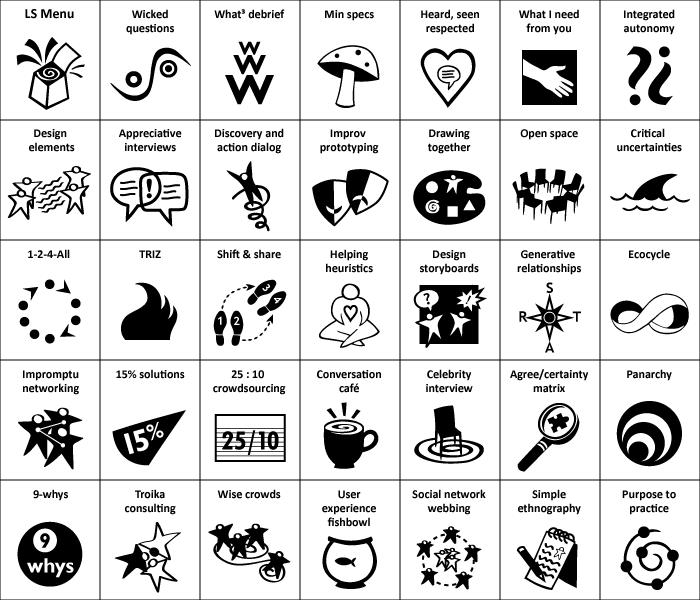 LS Menu
Wicked
questions
What³ debrief
W
W W
W
Min specs
Heard, seen
respected
What I need
from you
Integrated
autonomy
?¿
Design
elements
Appreciative
interviews
!
Discovery and
action dialog
Improv
prototyping
Drawing
together
Open space
Critical
uncertainties
1-2-4-All
TRIZ
Shift & share
1 2 3 4
Helping
heuristics
Design
storyboards
? !
Generative
relationships
S
R T
A
Ecocycle
Impromptu
networking
15% solutions
15%
25 : 10
crowdsourcing
25/10
Conversation
café
Celebrity
interview
Agree/certainty
matrix
Panarchy
9-whys
9
whys
Troika
consulting
Wise crowds
User
experience
fishbowl
Social network
webbing
Simple
ethnography
Purpose to
practice